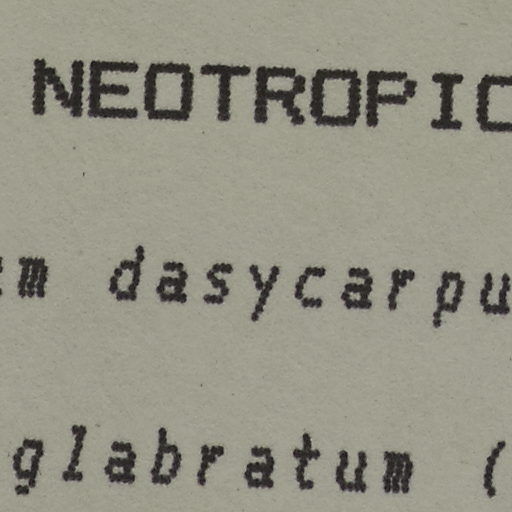 NEOTROPIC
m dasycarpu
glabratum (